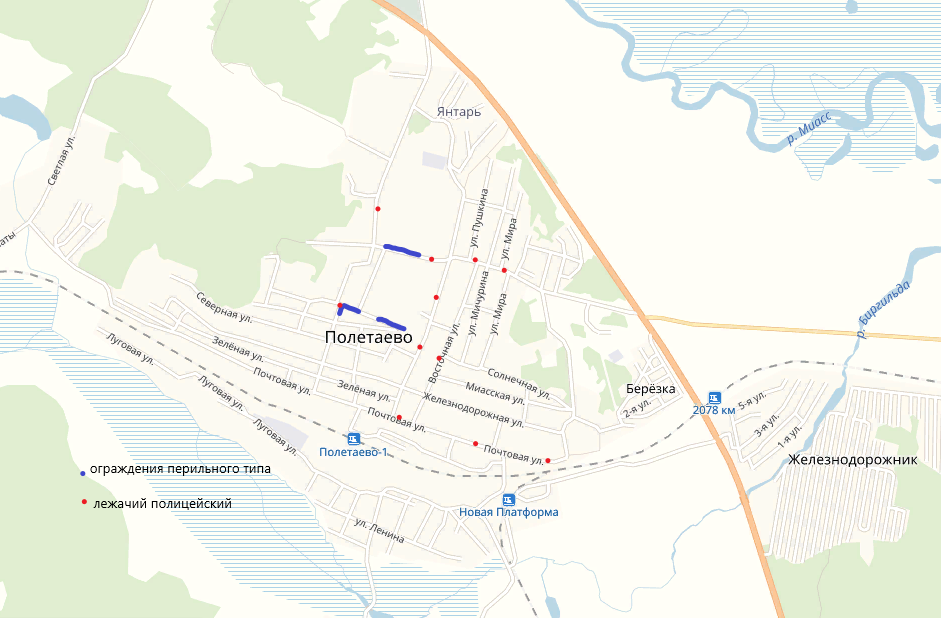 Янтарь
р. Миасс
Светлая ул.
аты
ул. Пушкина
ул. Мира
р. Биргильда
Северная ул.
ул. Мичурина
ул. Мира
Полетаево
Луговая ул.
Зелёная ул.
Восточная ул.
Почтовая ул.
Луговая ул.
Зелёная ул.
Солнечная ул.
Миасская ул.
Берёзка
Железнодорожная ул.
2-я ул.
2078 км
5-я ул.
Почтовая ул.
3-я ул.
1-я ул.
Луговая ул.
Полетаево-1
Почтовая ул.
Железнодорожник
ограждения перильного типа
лежачий полицейский
Новая Платформа
ул. Ленина